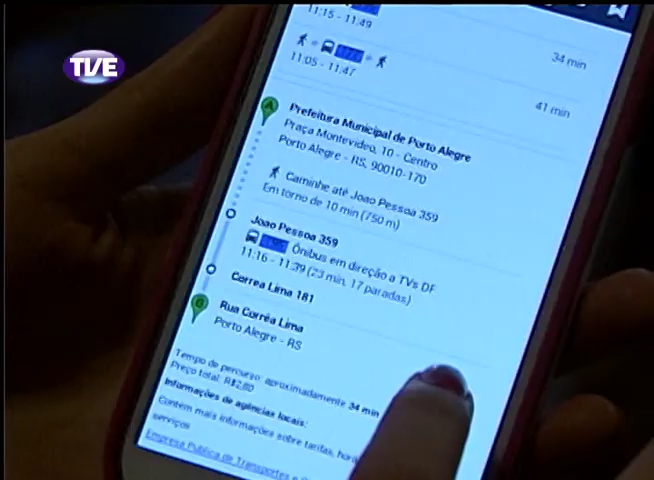 TVE
11:15 - 11:49
34 min
11:05 - 11:47
41 min
A
Prefeitura Municipal de Porto Alegre
Praça Montevideo, 10 - Centro
Porto Alegre - RS, 90010-170
Caminhe até Joao Pessoa 359
Em torno de 10 min (750 m)
Joao Pessoa 359
Ônibus em direção a TVs DF
11:16 - 11:39 (23 min, 17 paradas)
Correa Lima 181
Rua Corrêa Lima
Porto Alegre - RS
Tempo de percurso: aproximadamente 34 min
Preço total: R$2,80
Informações de agências locais:
Contém mais informações sobre tarifas,
serviços
Empresa Pública de Transportes e